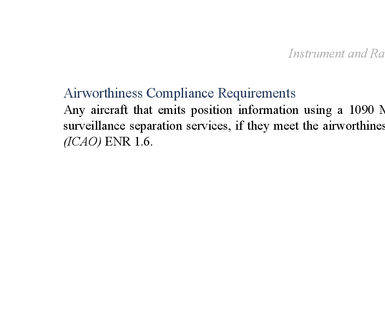 Instrument and Ra
Airworthiness Compliance Requirements
Any aircraft that emits position information using a 1090 M
surveillance separation services, if they meet the airworthines
(ICAO) ENR 1.6.